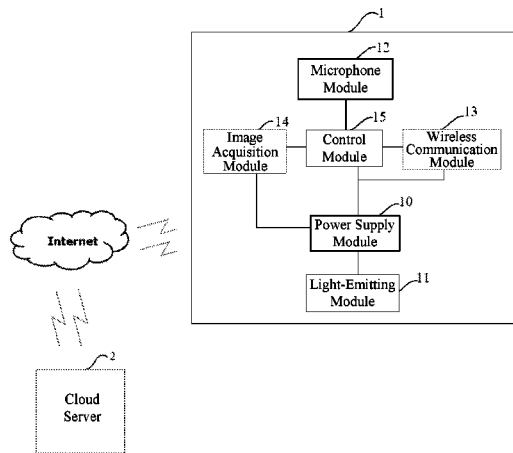 1
12
Microphone
Module
14
Image
Acquisition
Module
15
Control
Module
13
Wireless
Communication
Module
10
Power Supply
Module
Light-Emitting
Module
11
Internet
2
Cloud
Server